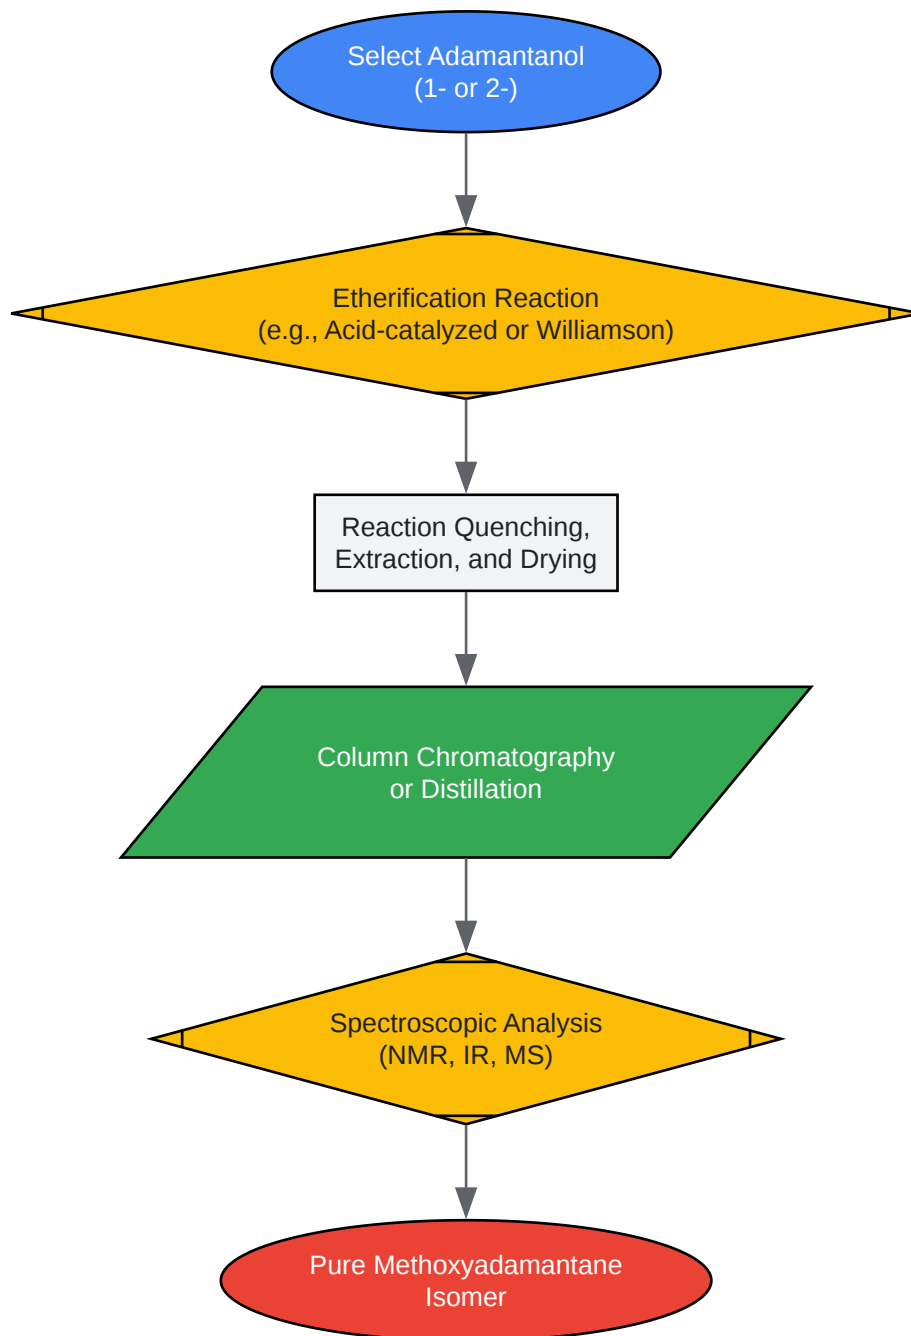 Select Adamantanol
(1- or 2-)
Etherification Reaction
(e.g., Acid-catalyzed or Williamson)
Reaction Quenching,
Extraction, and Drying
Column Chromatography
or Distillation
Spectroscopic Analysis
(NMR, IR, MS)
Pure Methoxyadamantane
Isomer